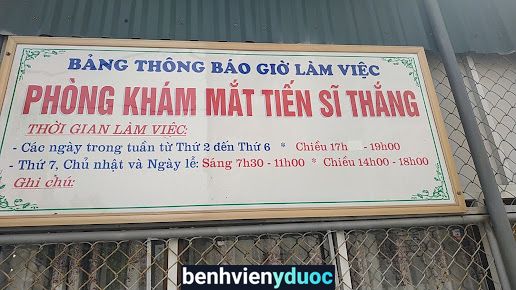 BẢNG THÔNG BÁO GIỜ LÀM VIỆC
PHÒNG KHÁM MẮT TIẾN SĨ THẮNG
THỜI GIAN LÀM VIỆC:
- Các ngày trong tuần từ Thứ 2 đến Thứ 6 * Chiều 17h - 19h00
- Thứ 7, Chủ nhật và Ngày lễ: Sáng 7h30 - 11h00 * Chiều 14h00 - 18h00
Ghi chú:
benhvienyduoc